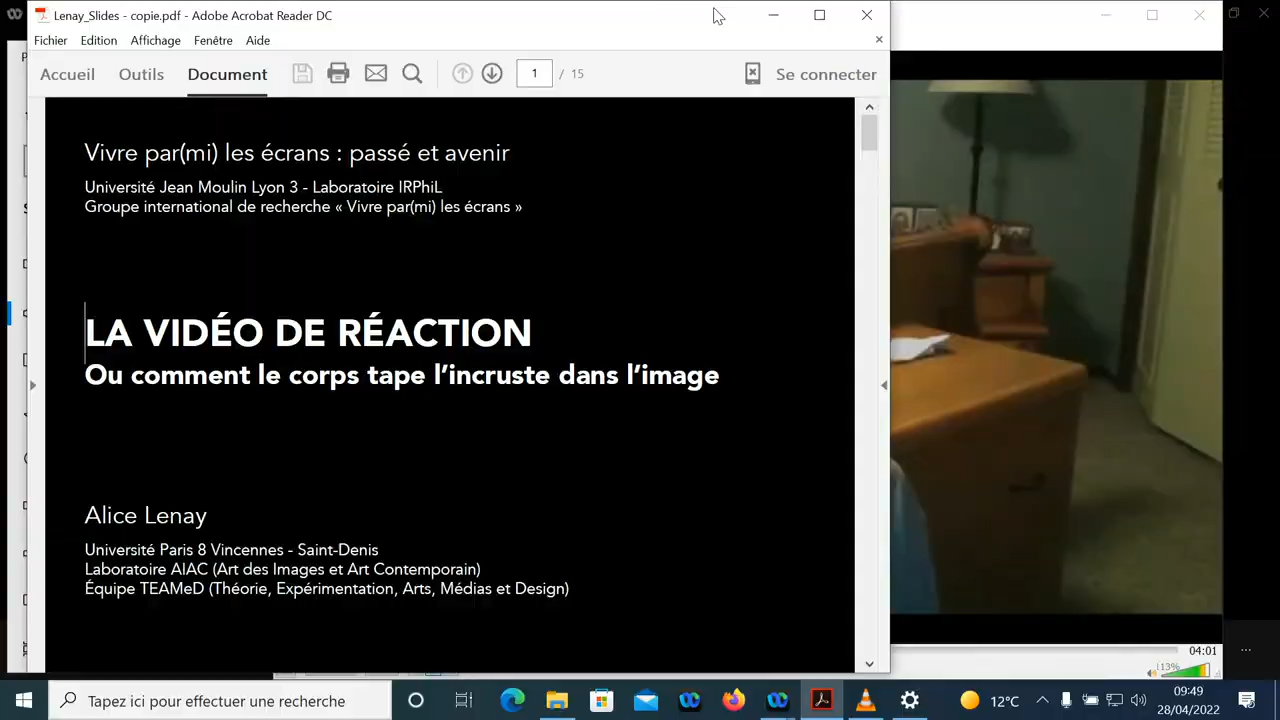 Lenay_Slides - copie.pdf - Adobe Acrobat Reader DC
Fichier Edition Affichage Fenêtre Aide
Accueil Outils Document 1 / 15 Se connecter
Vivre par(mi) les écrans : passé et avenir
Université Jean Moulin Lyon 3 - Laboratoire IRPhiL
Groupe international de recherche « Vivre par(mi) les écrans »
LA VIDÉO DE RÉACTION
Ou comment le corps tape l’incruste dans l’image
Alice Lenay
Université Paris 8 Vincennes - Saint-Denis
Laboratoire AIAC (Art des Images et Art Contemporain)
Équipe TEAMeD (Théorie, Expérimentation, Arts, Médias et Design)
04:01
113%
Tapez ici pour effectuer une recherche
12°C
09:49
28/04/2022